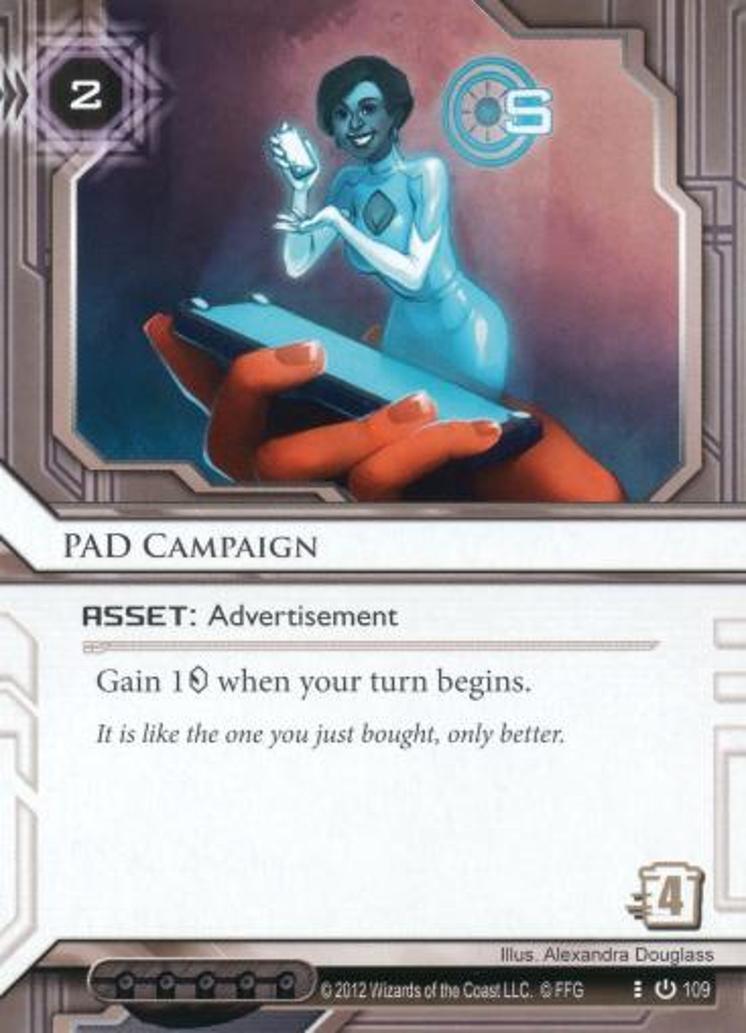 2
S
PAD CAMPAIGN
ASSET: Advertisement
Gain 1 when your turn begins.
It is like the one you just bought, only better.
4
Illus. Alexandra Douglass
© 2012 Wizards of the Coast LLC. © FFG 109